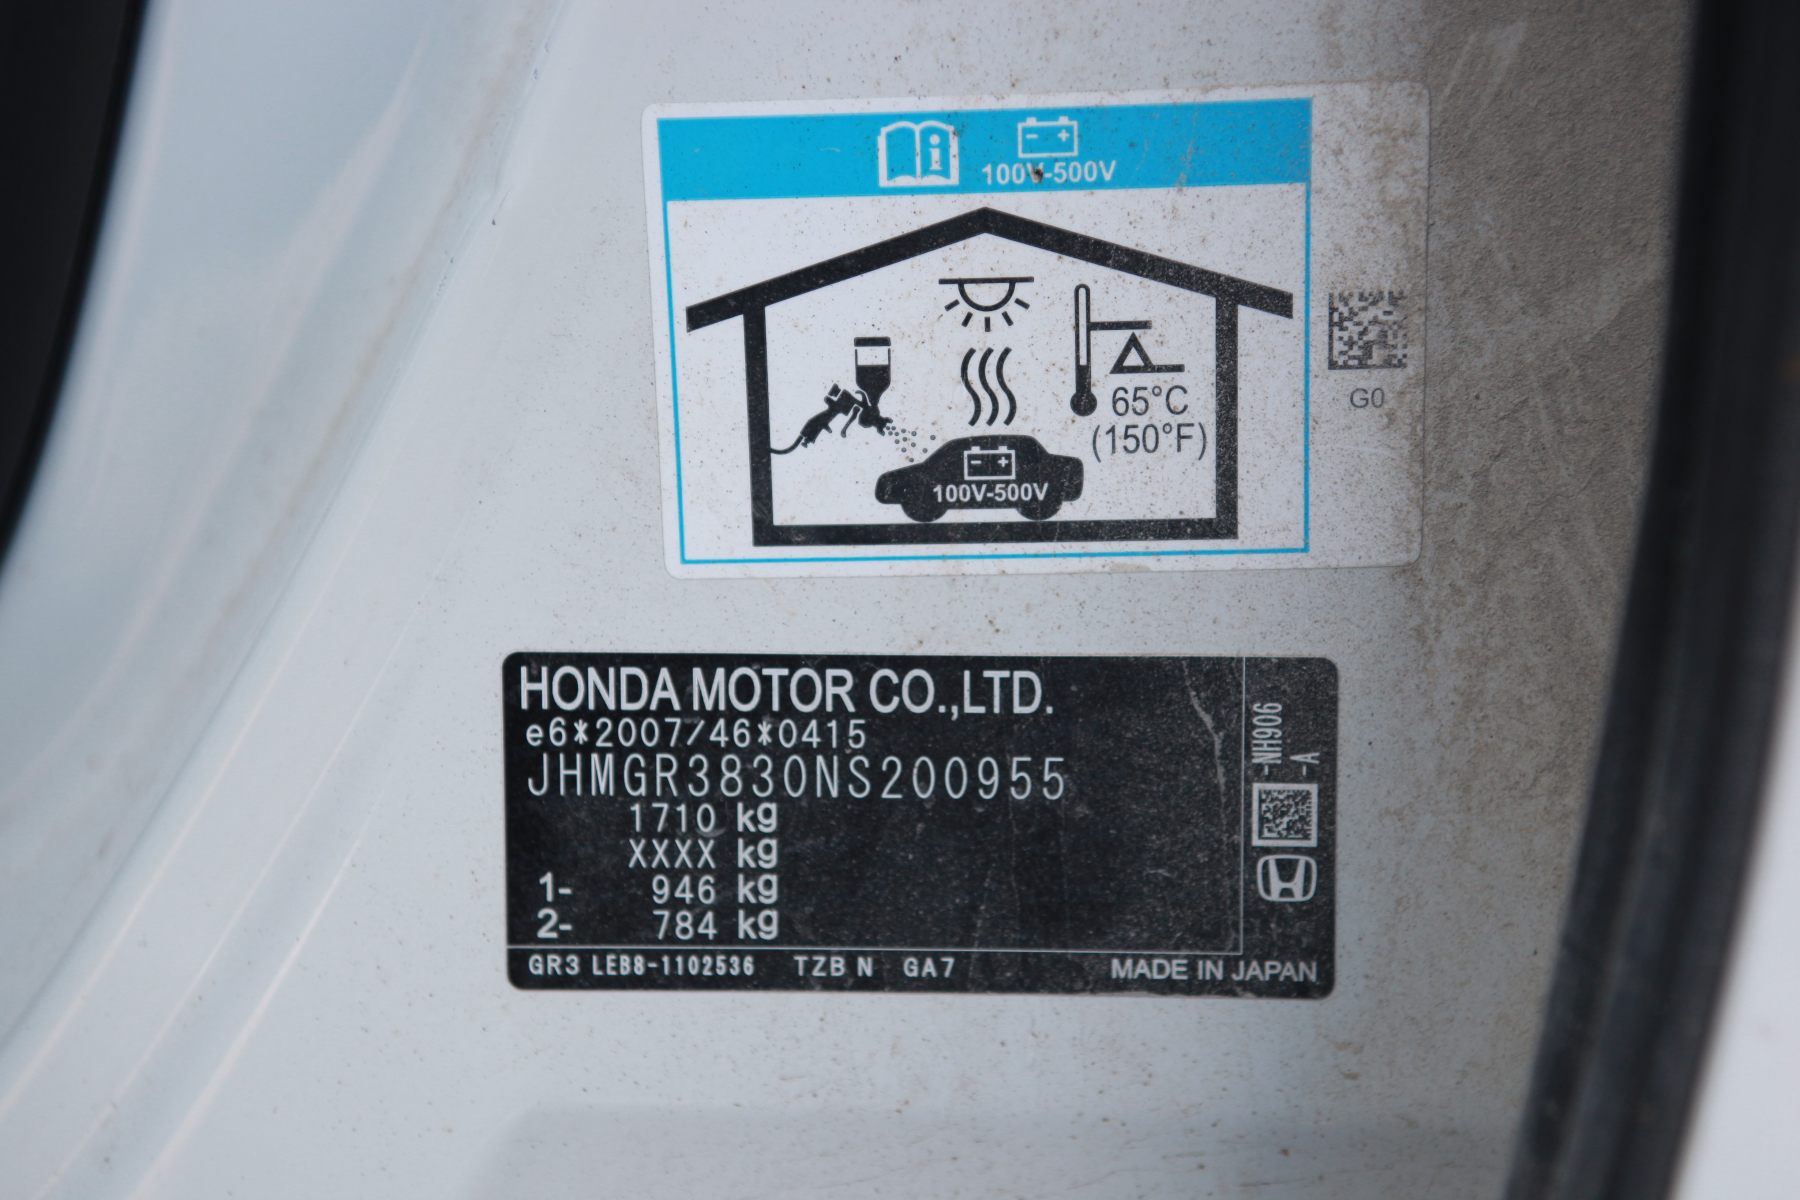 100V-500V
65°C
(150°F)
100V-500V
G0
HONDA MOTOR CO.,LTD.
e6*2007/46*0415
JHMGR3830NS200955
1710 kg
XXXX kg
1- 946 kg
2- 784 kg
-NH906
-A
GR3 LEB8-1102536 TZB N GA7
MADE IN JAPAN